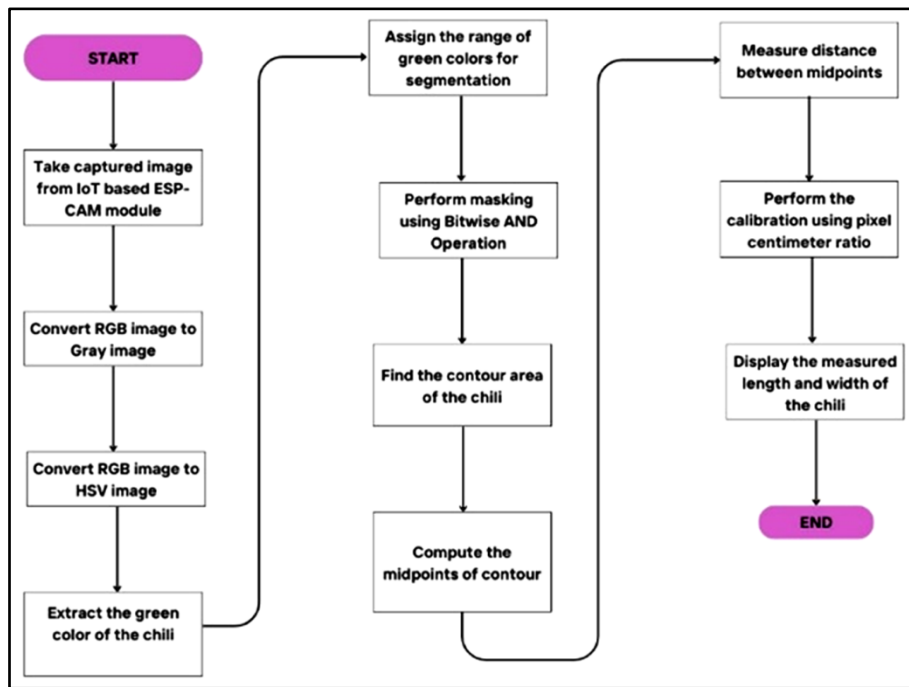 START
Take captured image
from IoT based ESP-
CAM module
Convert RGB image to
Gray image
Convert RGB image to
HSV image
Extract the green
color of the chili
Assign the range of
green colors for
segmentation
Perform masking
using Bitwise AND
Operation
Find the contour area
of the chili
Compute the
midpoints of contour
Measure distance
between midpoints
Perform the
calibration using pixel
centimeter ratio
Display the measured
length and width of
the chili
END